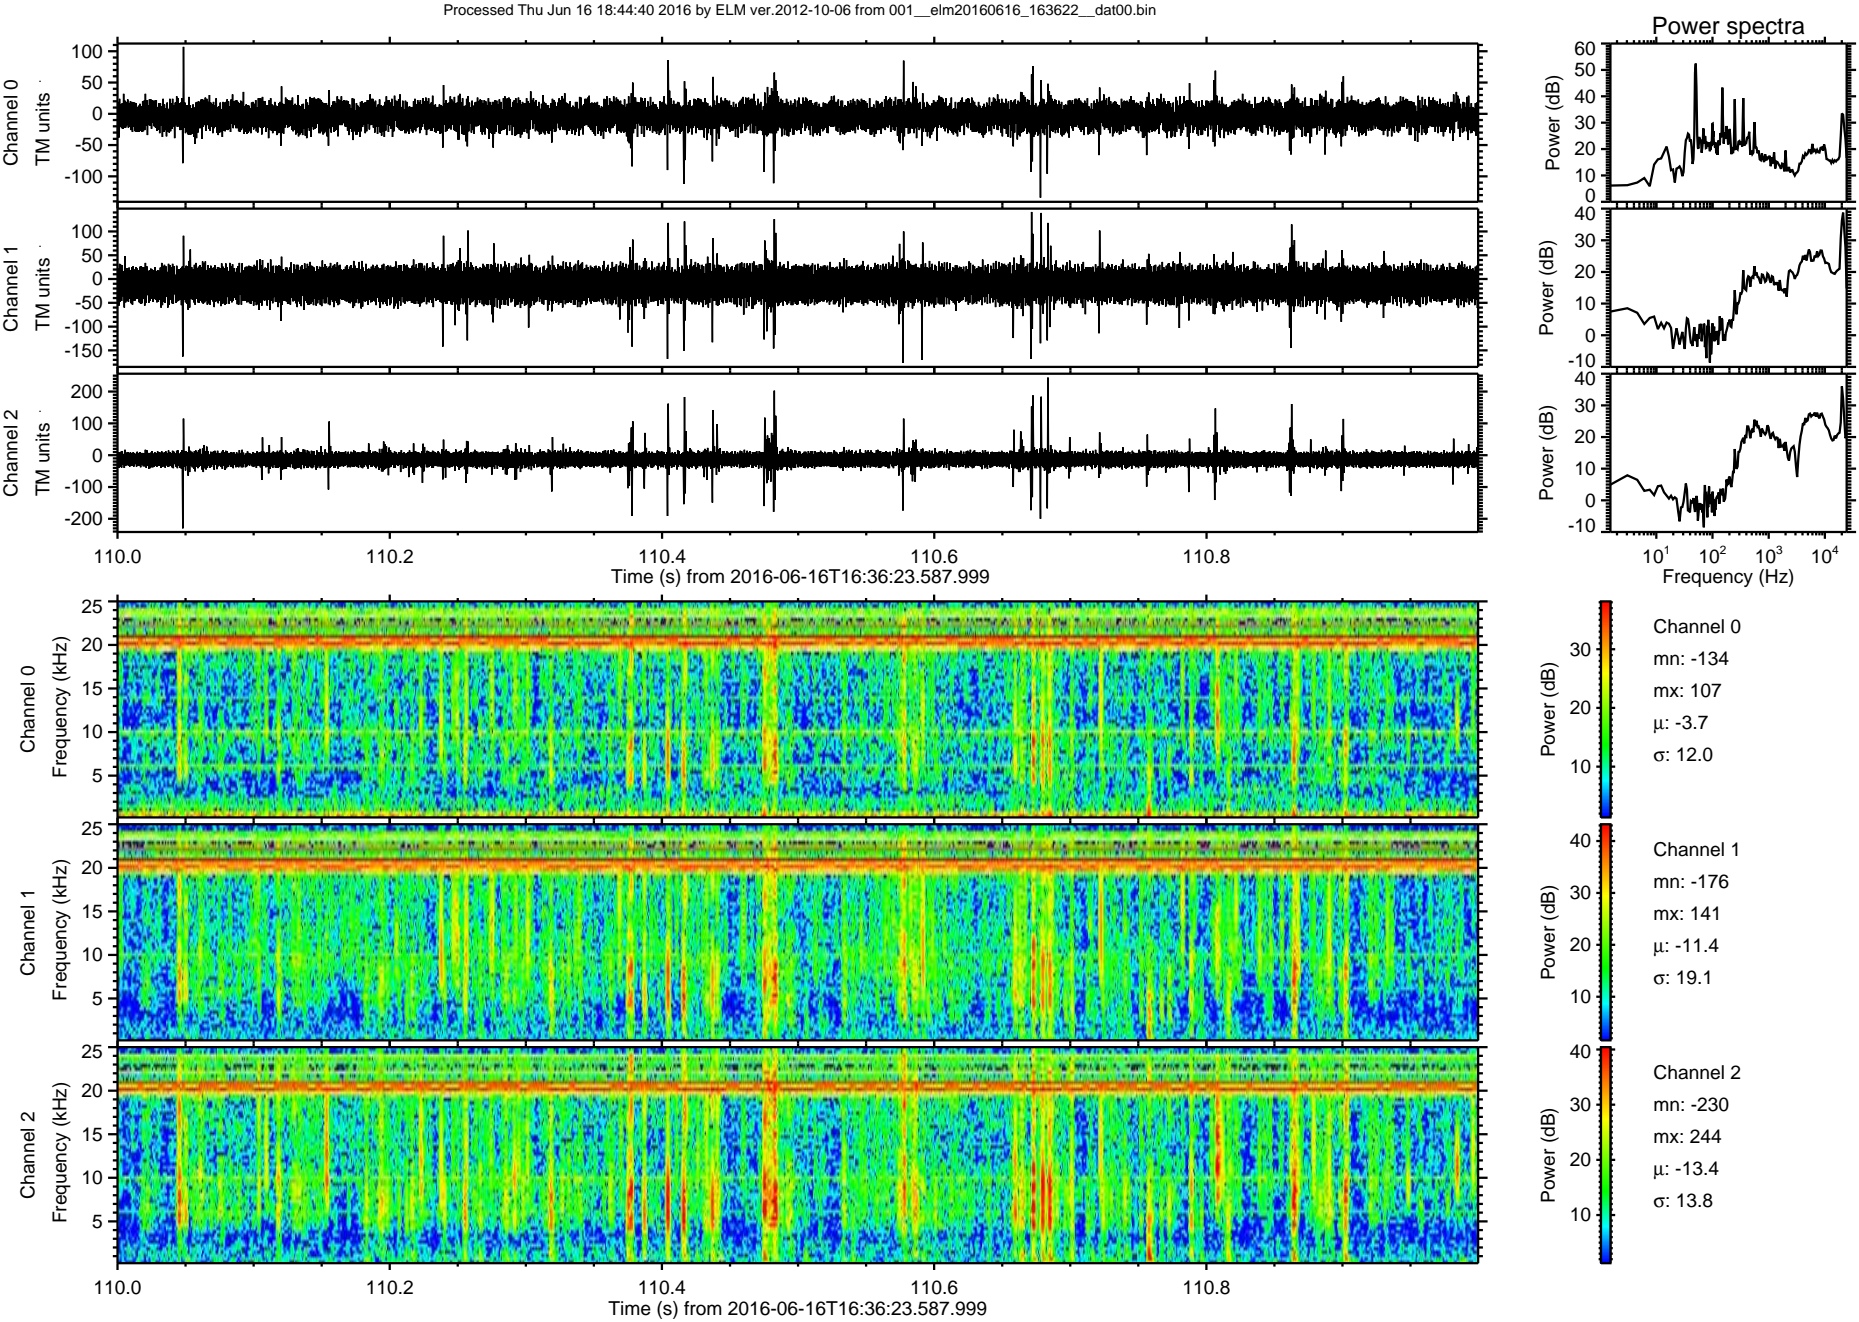 Processed Thu Jun 16 18:44:40 2016 by ELM ver.2012-10-06 from 001__elm20160616_163622__dat00.bin
Power spectra
Channel 0
TM units
100
50
0
-50
-100
Power (dB)
60
50
40
30
20
10
0
Channel 1
TM units
100
50
0
-50
-100
-150
Power (dB)
40
30
20
10
0
-10
Channel 2
TM units
200
100
0
-100
-200
Power (dB)
40
30
20
10
0
-10
110.0 110.2 110.4 110.6 110.8
Time (s) from 2016-06-16T16:36:23.587.999
10^1 10^2 10^3 10^4
Frequency (Hz)
Channel 0
Frequency (kHz)
25
20
15
10
5
Power (dB)
30
20
10
Channel 0
mn: -134
mx: 107
μ: -3.7
σ: 12.0
Channel 1
Frequency (kHz)
25
20
15
10
5
Power (dB)
40
30
20
10
Channel 1
mn: -176
mx: 141
μ: -11.4
σ: 19.1
Channel 2
Frequency (kHz)
25
20
15
10
5
Power (dB)
40
30
20
10
Channel 2
mn: -230
mx: 244
μ: -13.4
σ: 13.8
110.0 110.2 110.4 110.6 110.8
Time (s) from 2016-06-16T16:36:23.587.999